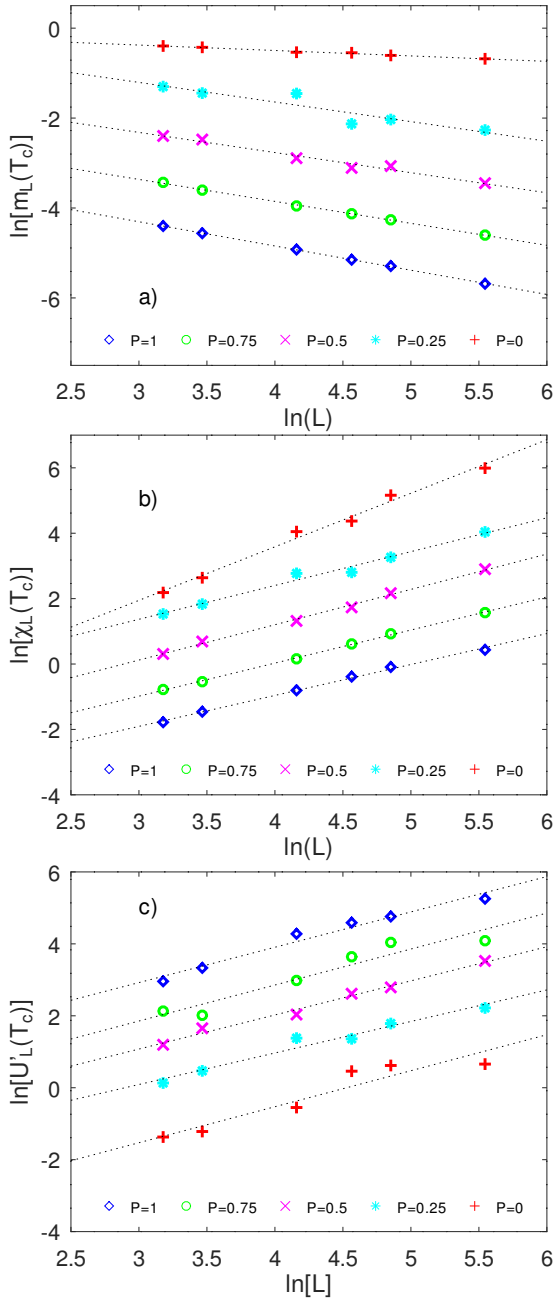 0
-2
-4
-6
ln[m_L(T_c)]
a)
P=1 P=0.75 P=0.5 P=0.25 P=0
2.5 3 3.5 4 4.5 5 5.5 6
ln(L)
6
4
2
0
-2
-4
ln[χ_L(T_c)]
b)
P=1 P=0.75 P=0.5 P=0.25 P=0
2.5 3 3.5 4 4.5 5 5.5 6
ln(L)
6
4
2
0
-2
-4
ln[U'_L(T_c)]
c)
P=1 P=0.75 P=0.5 P=0.25 P=0
2.5 3 3.5 4 4.5 5 5.5 6
ln[L]